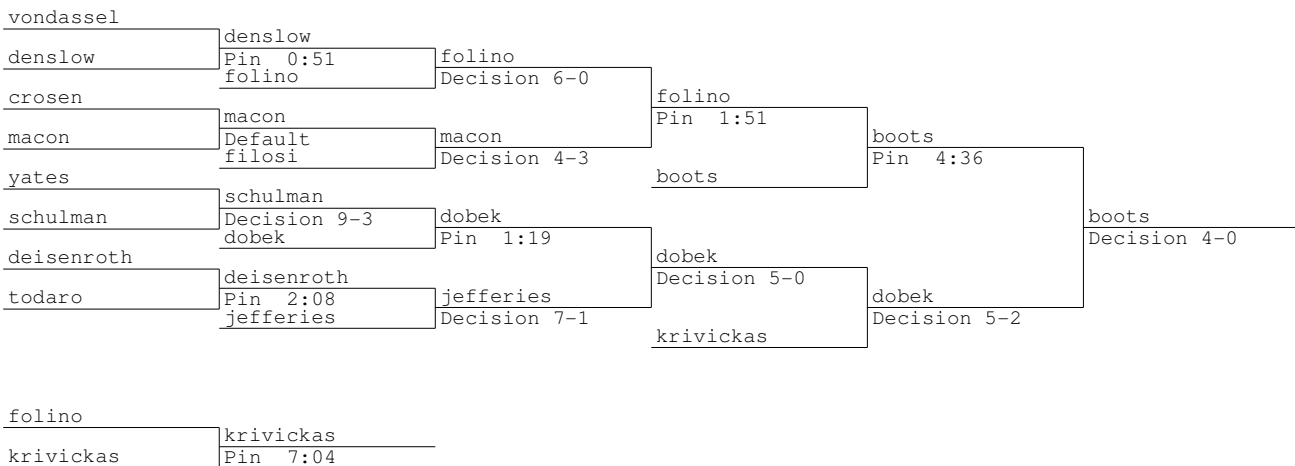 vondassel
denslow
denslow
Pin 0:51
folino
folino
Decision 6-0
crosen
folino
macon
Pin 1:51
macon
Default
macon
boots
filosi
Decision 4-3
Pin 4:36
yates
boots
schulman
schulman
Decision 9-3
dobek
boots
dobek
Pin 1:19
Decision 4-0
deisenroth
dobek
deisenroth
Decision 5-0
todaro
Pin 2:08
jefferies
dobek
jefferies
Decision 7-1
Decision 5-2
krivickas
folino
krivickas
krivickas
Pin 7:04